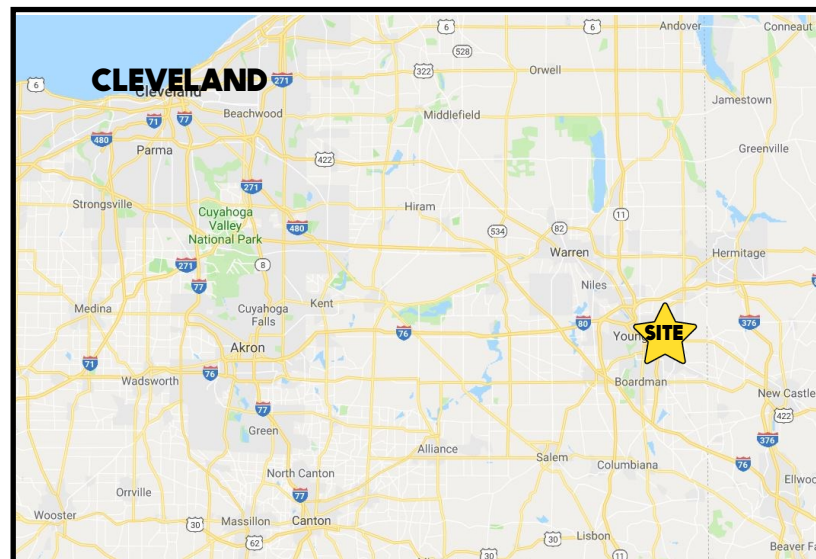 6
6
Andover
Conneaut
528
322
Orwell
CLEVELAND
271
6
Cleveland
Jamestown
Beachwood
Middlefield
71
77
480
Parma
422
Greenville
271
Strongsville
Hiram
Cuyahoga
Valley
National Park
11
480
534
82
Warren
Hermitage
271
8
77
Niles
Medina
Cuyahoga
Falls
Kent
80
376
SITE
Young
76
Akron
71
76
Wadsworth
Boardman
New Castle
77
422
Green
376
Alliance
Salem
Columbiana
76
North Canton
Orrville
77
Wooster
30
Massillon
Canton
62
30
30
Lisbon
11
Beaver Fa